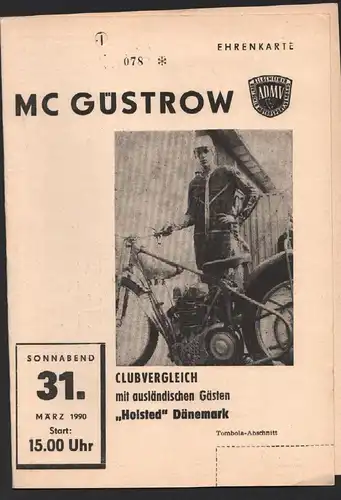 EHRENKARTE
078 *
MC GÜSTROW
ALLGEMEINER
ADMV
CLUBVERGLEICH
mit ausländischen Gästen
„Holsted" Dänemark
SONNABEND
31.
MÄRZ 1990
Start:
15.00 Uhr
Tombola-Abschnitt